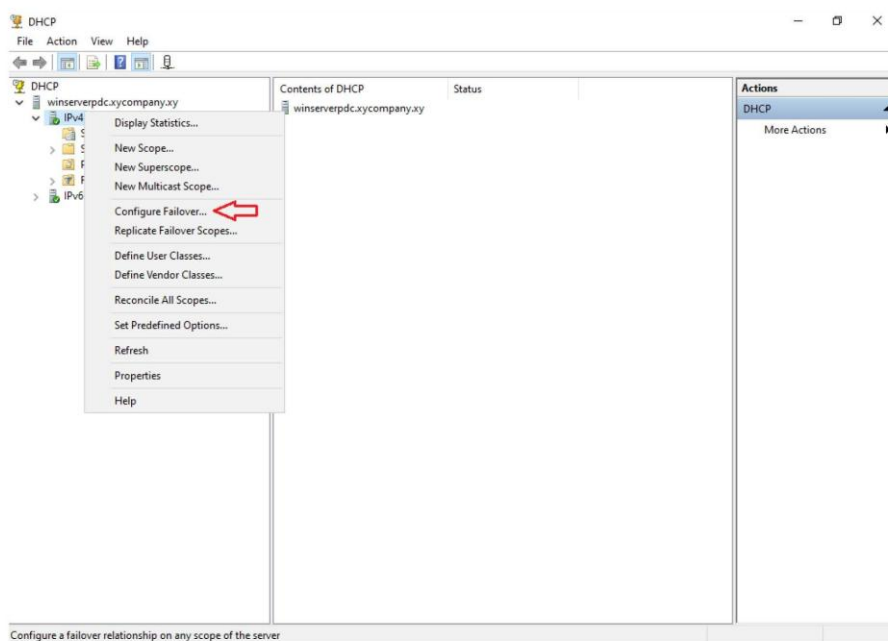 DHCP
File Action View Help
DHCP
winserverpdc.xycompany.xy
IPv4
IPv6
Display Statistics...
New Scope...
New Superscope...
New Multicast Scope...
Configure Failover...
Replicate Failover Scopes...
Define User Classes...
Define Vendor Classes...
Reconcile All Scopes...
Set Predefined Options...
Refresh
Properties
Help
Contents of DHCP Status
winserverpdc.xycompany.xy
Actions
DHCP
More Actions
Configure a failover relationship on any scope of the server